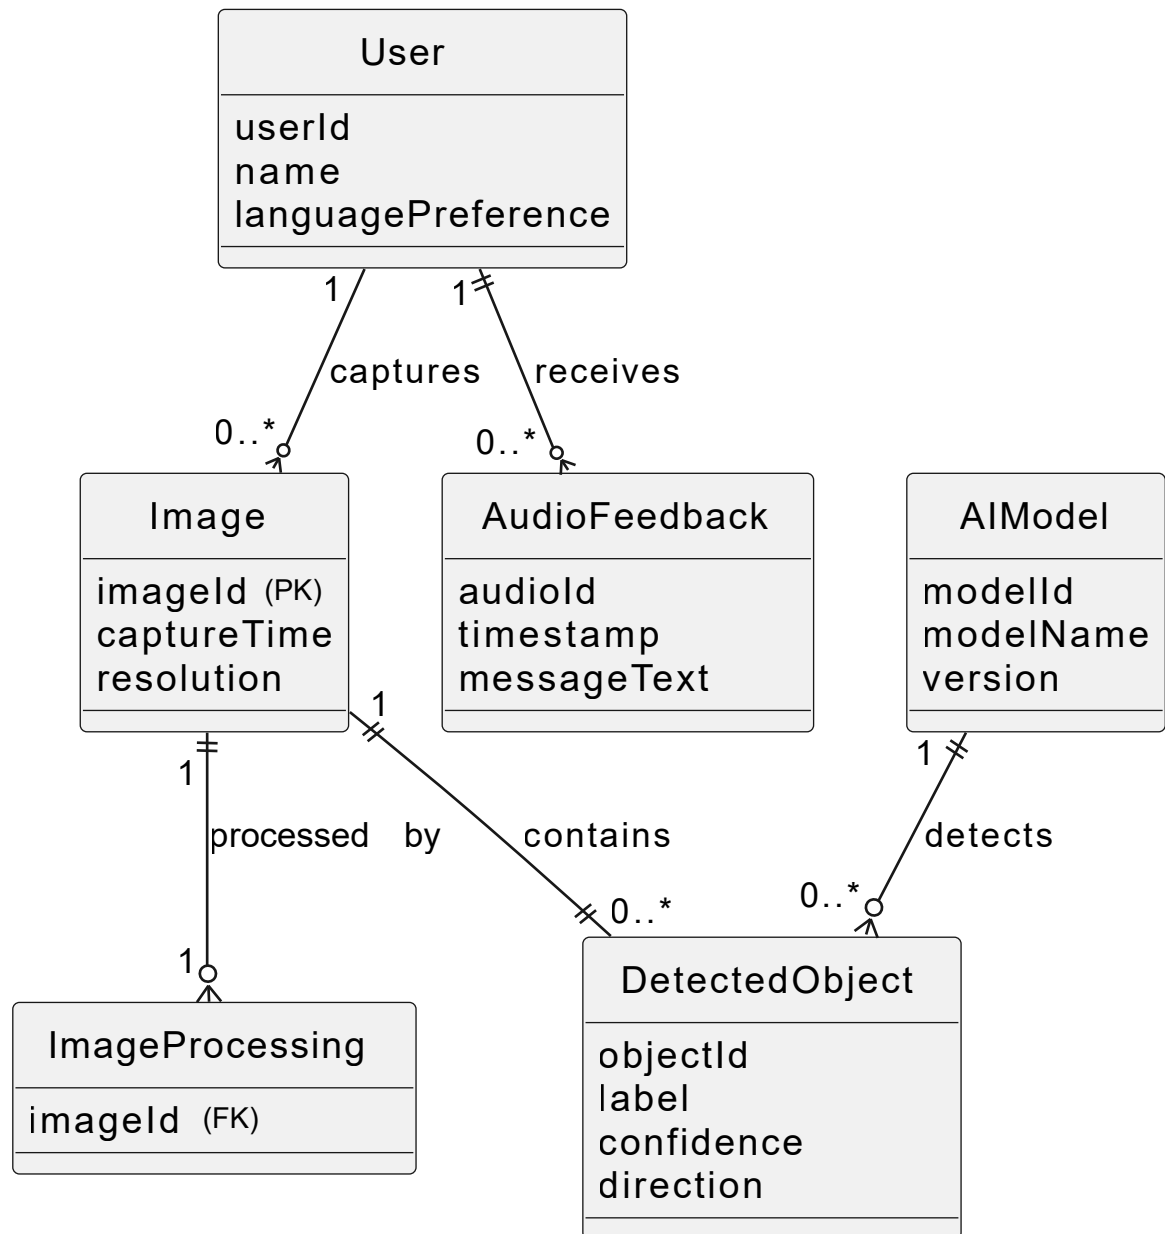 User
userId
name
languagePreference
1
1
captures
receives
0..*
0..*
Image
imageId (PK)
captureTime
resolution
AudioFeedback
audioId
timestamp
messageText
AIModel
modelId
modelName
version
1
1
1
processed by
contains
detects
1
0..*
0..*
ImageProcessing
imageId (FK)
DetectedObject
objectId
label
confidence
direction